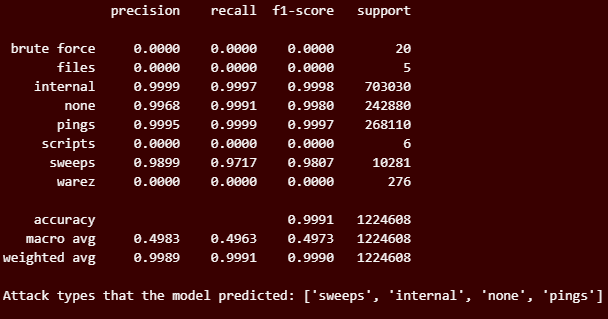 precision recall f1-score support
brute force 0.0000 0.0000 0.0000 20
files 0.0000 0.0000 0.0000 5
internal 0.9999 0.9997 0.9998 703030
none 0.9968 0.9991 0.9980 242880
pings 0.9995 0.9999 0.9997 268110
scripts 0.0000 0.0000 0.0000 6
sweeps 0.9899 0.9717 0.9807 10281
warez 0.0000 0.0000 0.0000 276
accuracy 0.9991 1224608
macro avg 0.4983 0.4963 0.4973 1224608
weighted avg 0.9989 0.9991 0.9990 1224608
Attack types that the model predicted: ['sweeps', 'internal', 'none', 'pings']